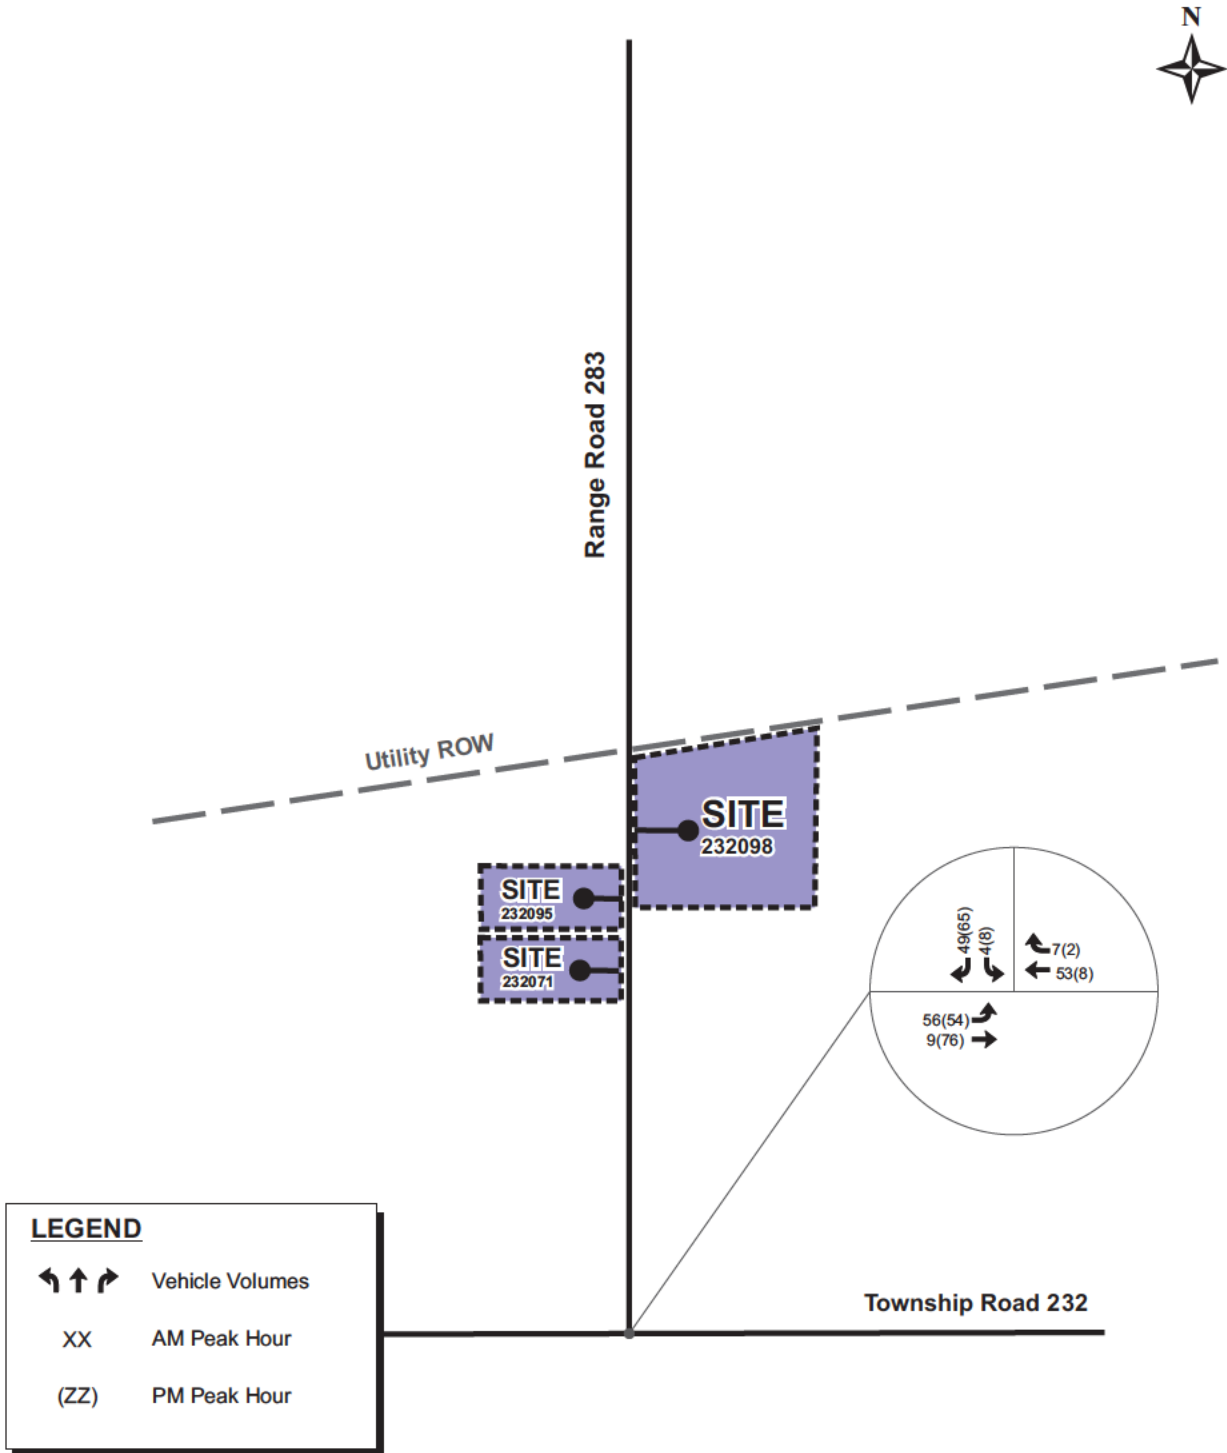 N
Range Road 283
Utility ROW
SITE
232098
SITE
232095
SITE
232071
49(65)
4(8)
7(2)
53(8)
56(54)
9(76)
Township Road 232
LEGEND
Vehicle Volumes
XX AM Peak Hour
(ZZ) PM Peak Hour